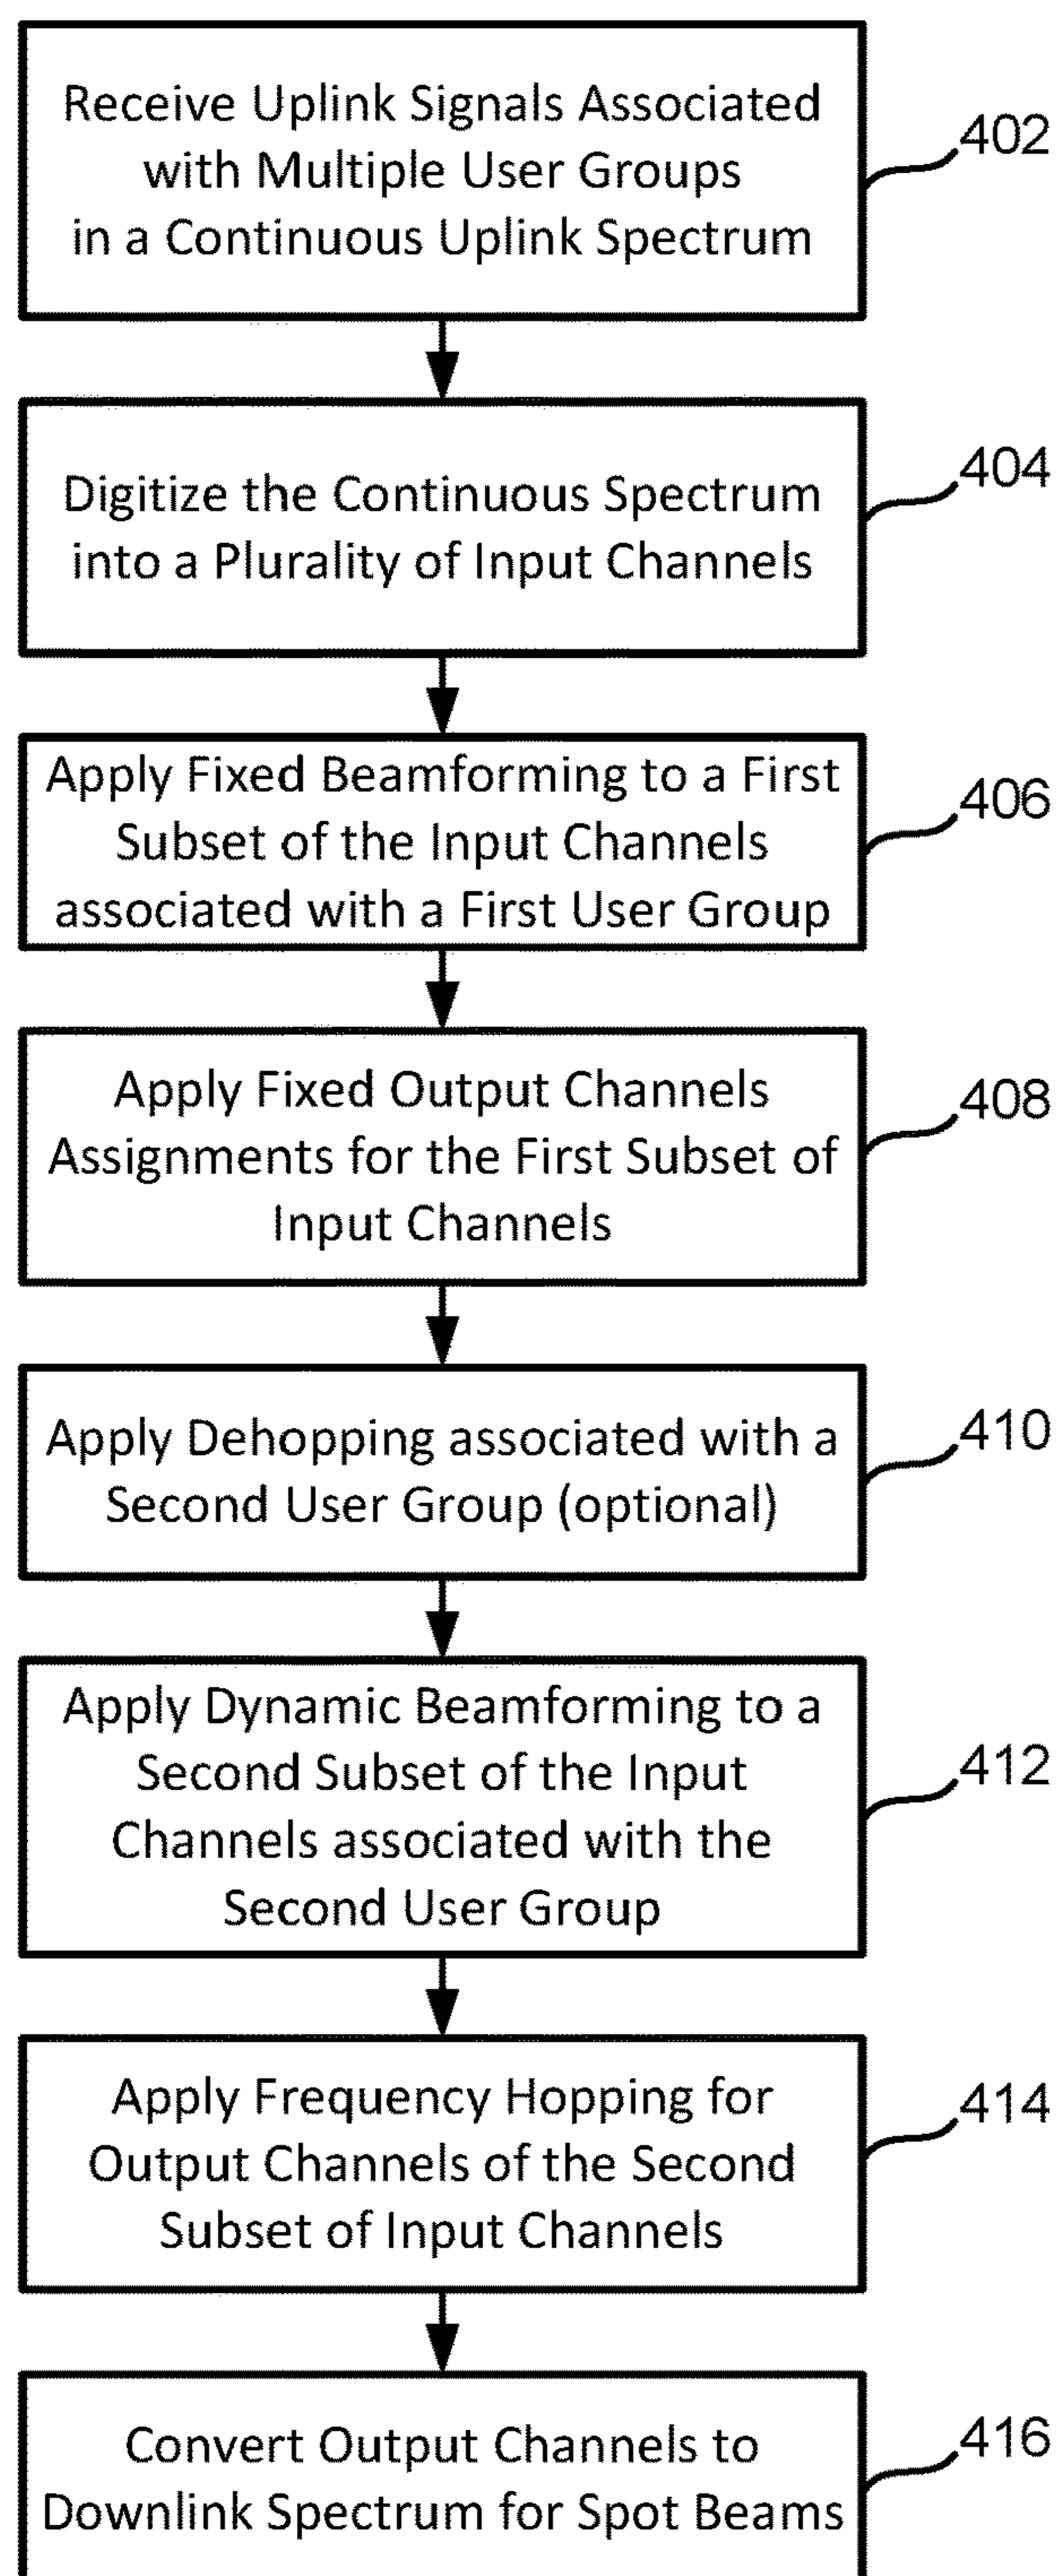 Receive Uplink Signals Associated
with Multiple User Groups
in a Continuous Uplink Spectrum
402
Digitize the Continuous Spectrum
into a Plurality of Input Channels
404
Apply Fixed Beamforming to a First
Subset of the Input Channels
associated with a First User Group
406
Apply Fixed Output Channels
Assignments for the First Subset of
Input Channels
408
Apply Dehopping associated with a
Second User Group (optional)
410
Apply Dynamic Beamforming to a
Second Subset of the Input
Channels associated with the
Second User Group
412
Apply Frequency Hopping for
Output Channels of the Second
Subset of Input Channels
414
Convert Output Channels to
Downlink Spectrum for Spot Beams
416